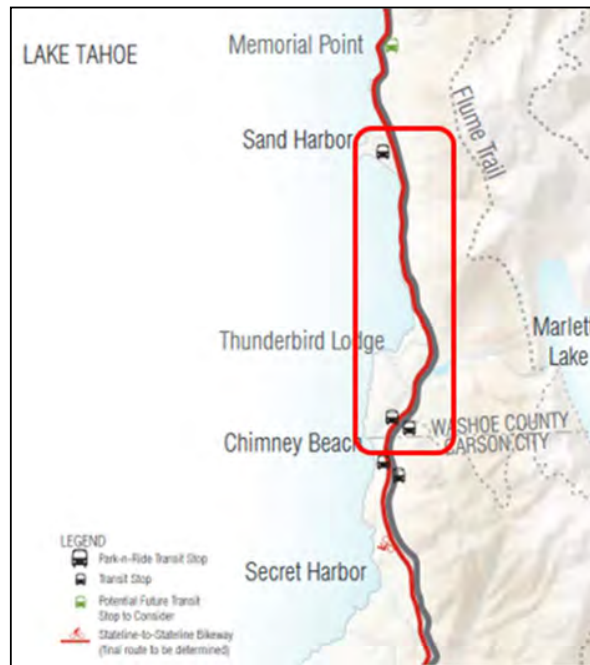 LAKE TAHOE
Memorial Point
Flume Trail
Sand Harbor
Thunderbird Lodge
Marlett
Lake
WASHOE COUNTY
CARSON CITY
Chimney Beach
Secret Harbor
LEGEND
Park-n-Ride Transit Stop
Transit Stop
Potential Future Transit
Stop to Consider
Stateline-to-Stateline Bikeway
(final route to be determined)